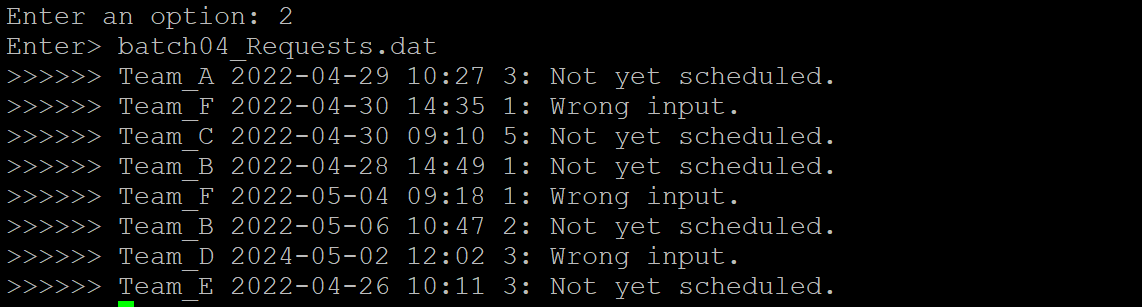 Enter an option: 2
Enter> batch04_Requests.dat
>>>>>> Team_A 2022-04-29 10:27 3: Not yet scheduled.
>>>>>> Team_F 2022-04-30 14:35 1: Wrong input.
>>>>>> Team_C 2022-04-30 09:10 5: Not yet scheduled.
>>>>>> Team_B 2022-04-28 14:49 1: Not yet scheduled.
>>>>>> Team_F 2022-05-04 09:18 1: Wrong input.
>>>>>> Team_B 2022-05-06 10:47 2: Not yet scheduled.
>>>>>> Team_D 2024-05-02 12:02 3: Wrong input.
>>>>>> Team_E 2022-04-26 10:11 3: Not yet scheduled.